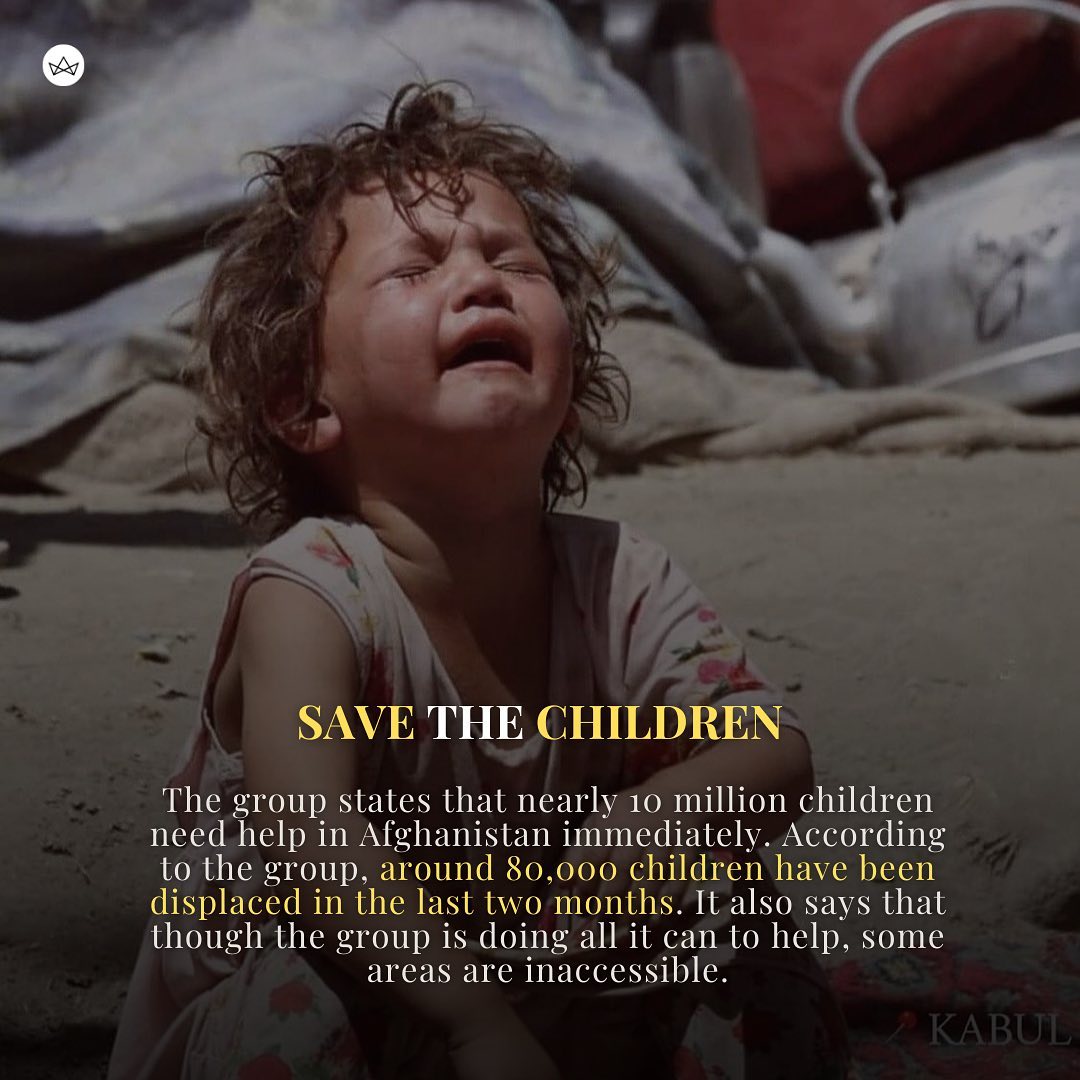 SAVE THE CHILDREN
The group states that nearly 10 million children
need help in Afghanistan immediately. According
to the group, around 80,000 children have been
displaced in the last two months. It also says that
though the group is doing all it can to help, some
areas are inaccessible.
KABUL